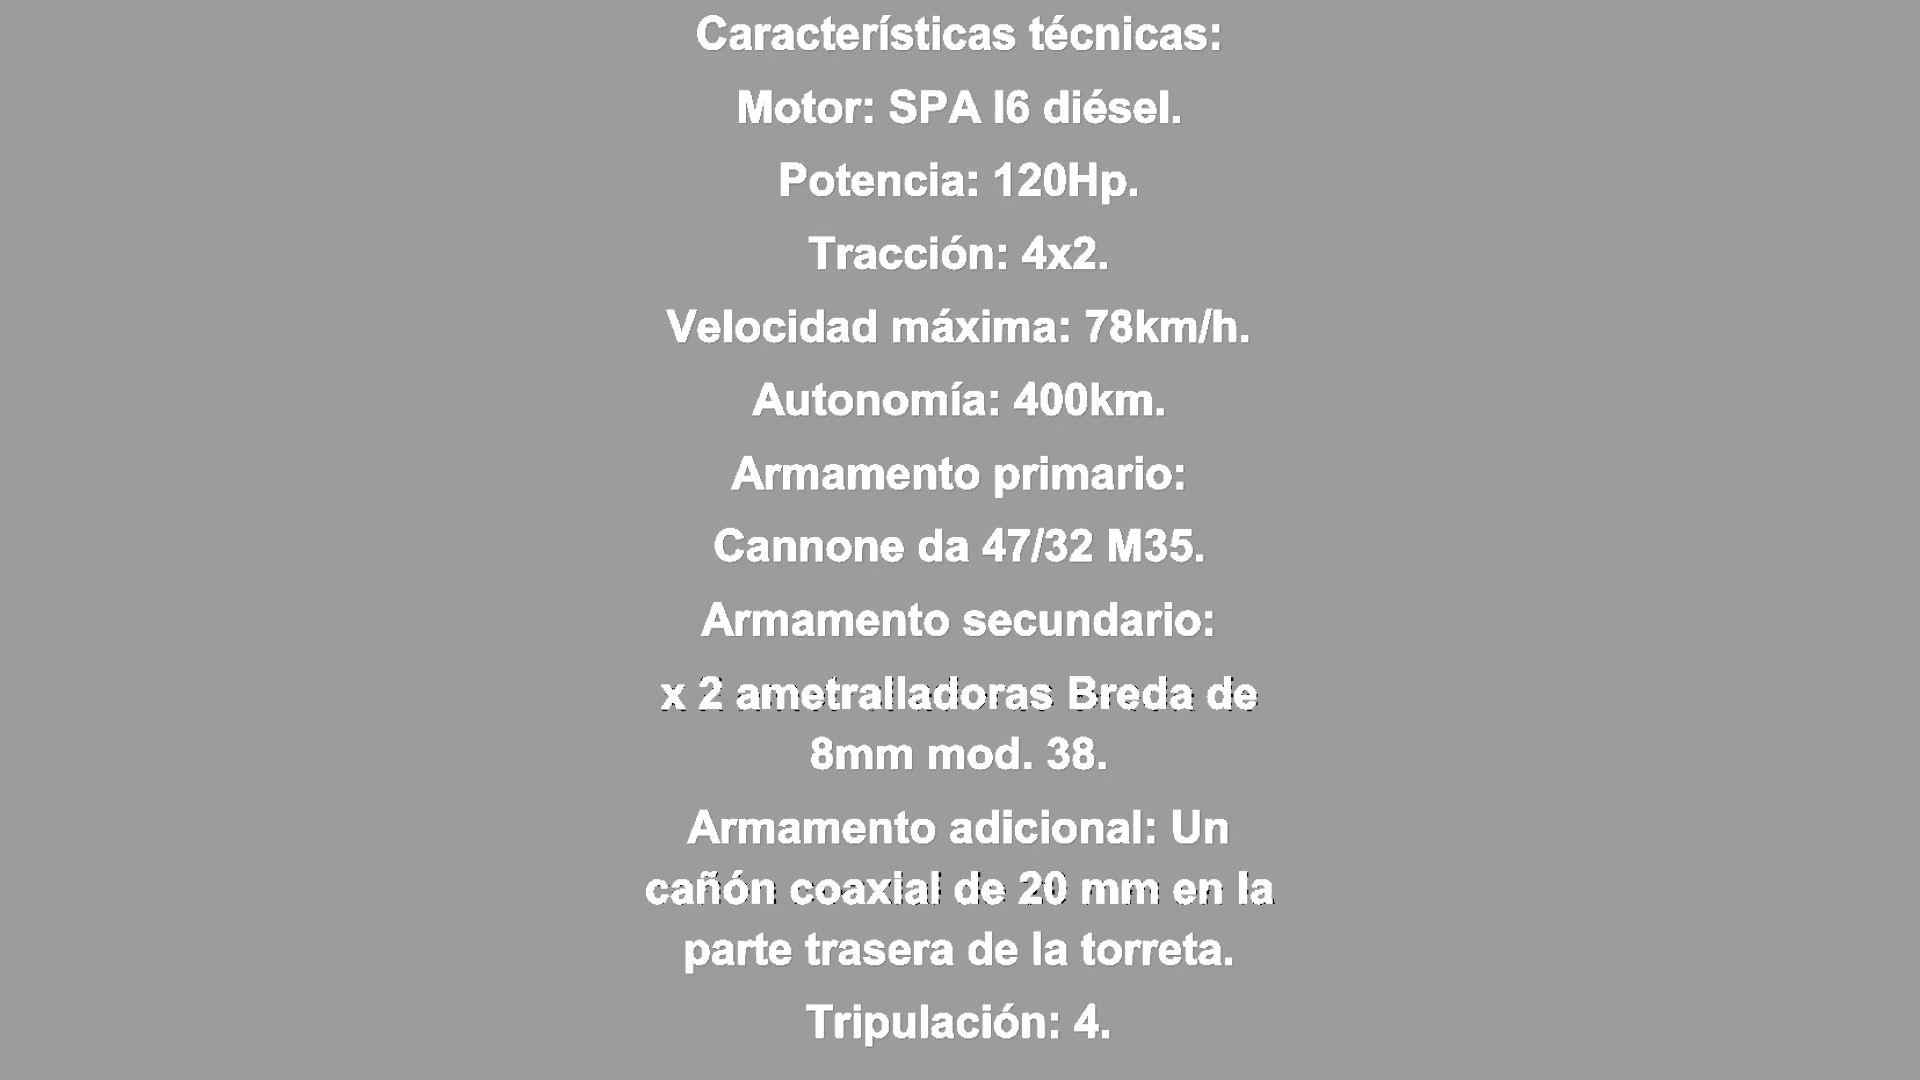 Características técnicas:
Motor: SPA I6 diésel.
Potencia: 120Hp.
Tracción: 4x2.
Velocidad máxima: 78km/h.
Autonomía: 400km.
Armamento primario:
Cannone da 47/32 M35.
Armamento secundario:
x 2 ametralladoras Breda de
8mm mod. 38.
Armamento adicional: Un
cañón coaxial de 20 mm en la
parte trasera de la torreta.
Tripulación: 4.